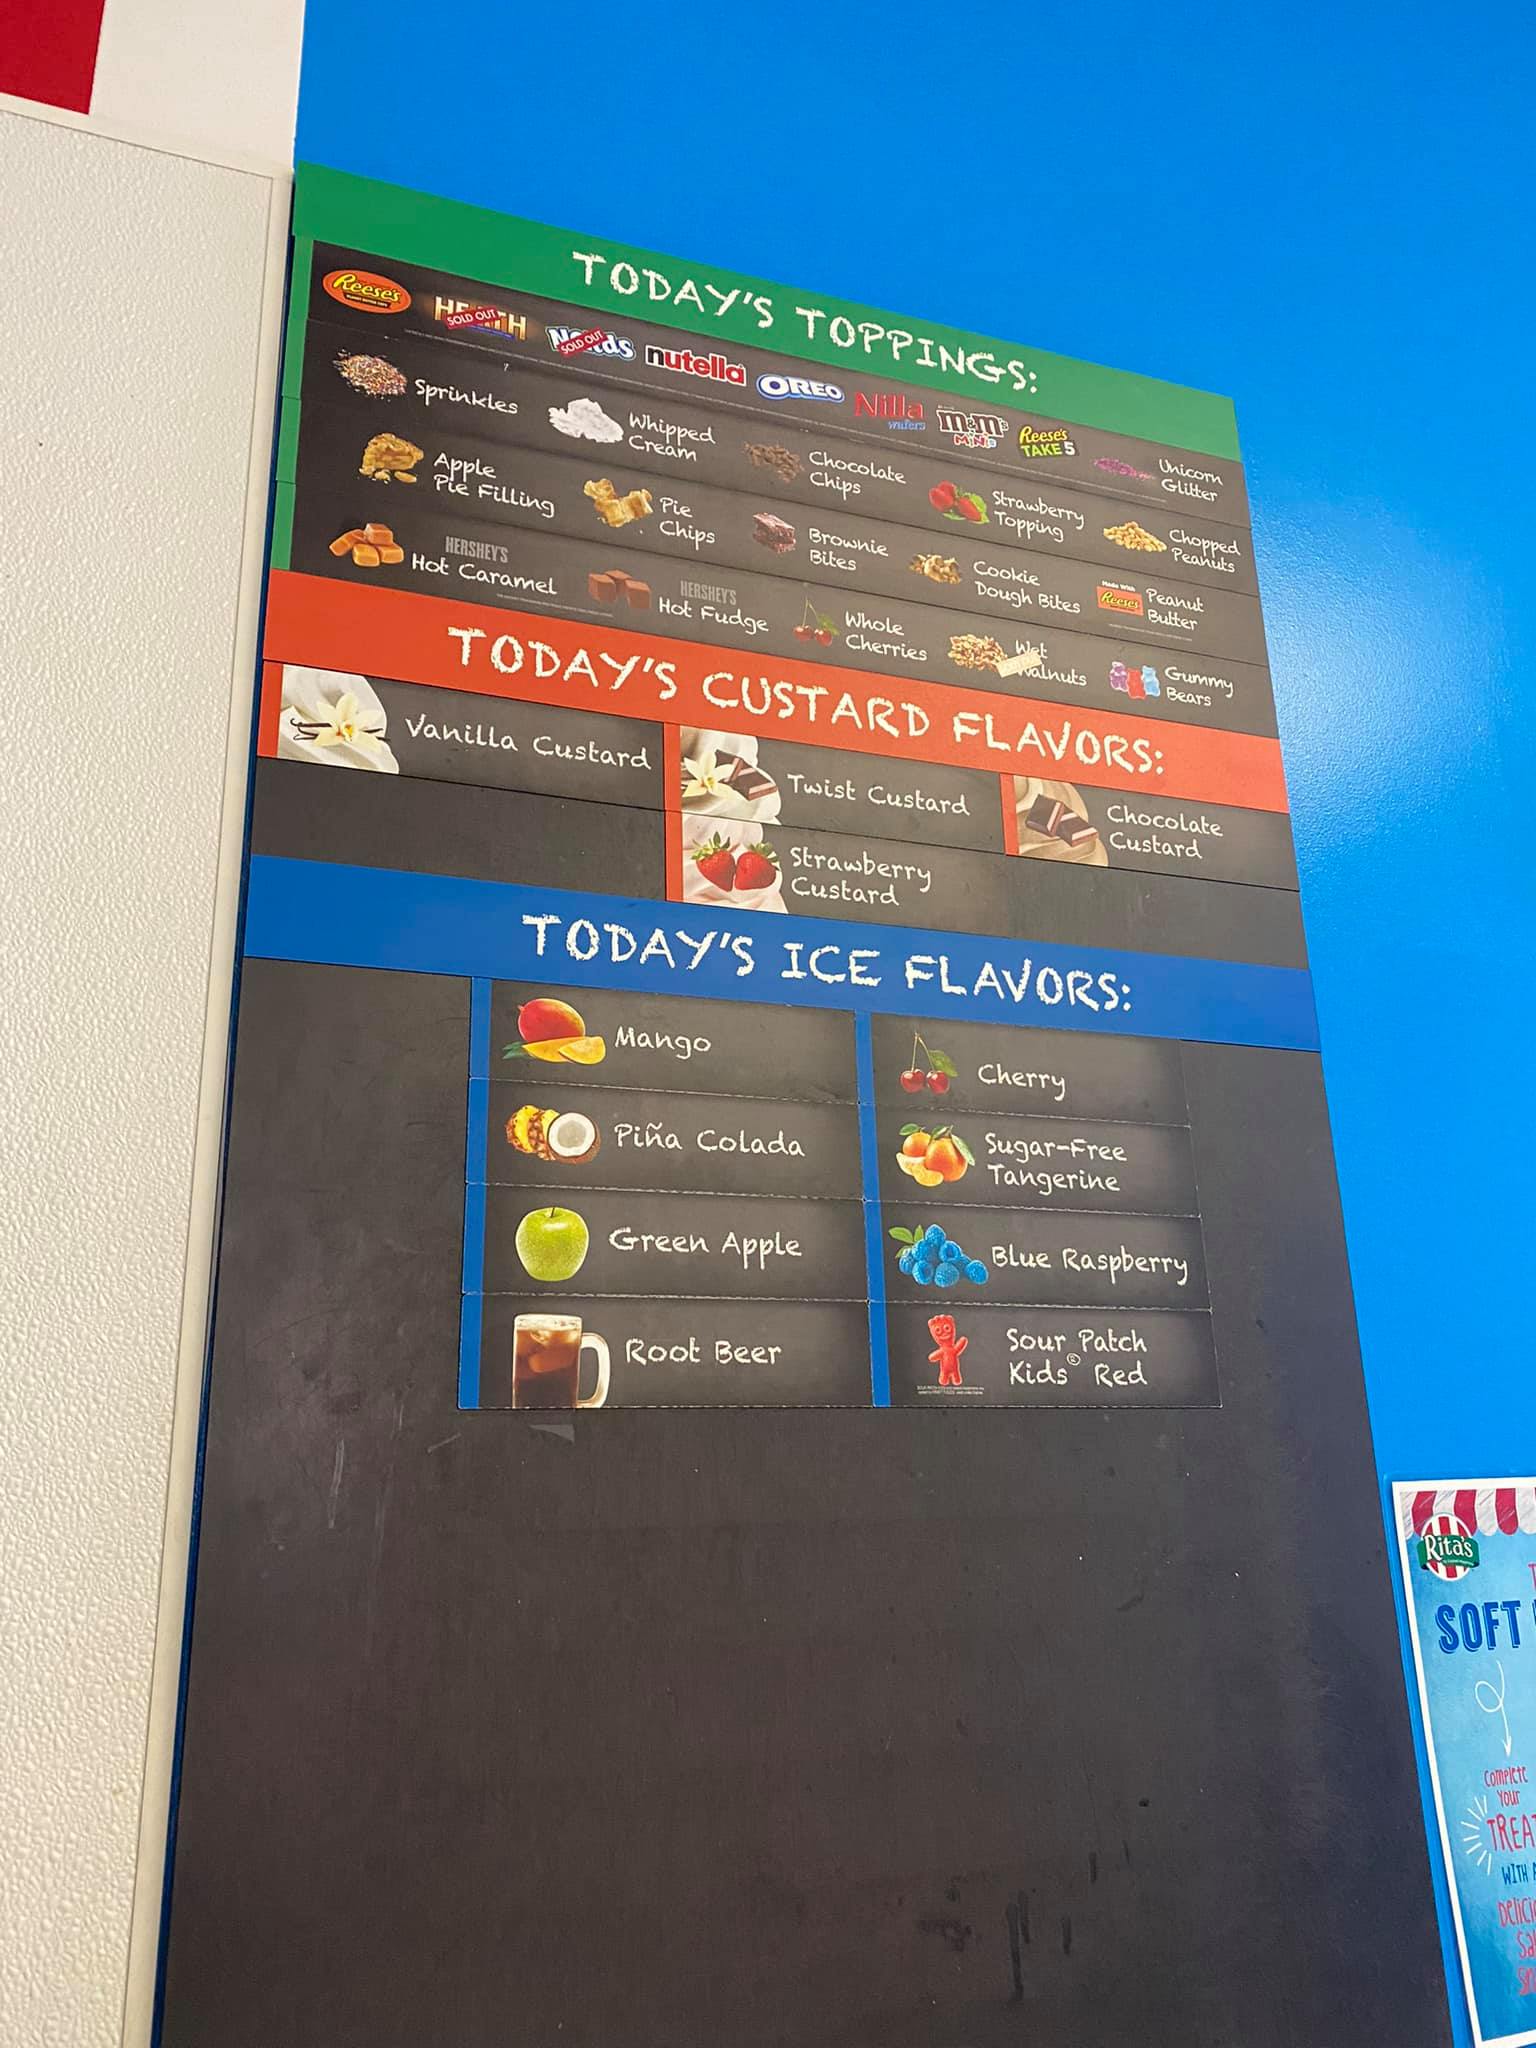 TODAY'S TOPPINGS:
Reese's
HEATH
SOLD OUT
SOLD OUT
nutella
OREO
Nilla
wafers
m&m's
MINIS
Reese's
TAKE 5
Unicorn
Glitter
Sprinkles
Whipped
Cream
Chocolate
Chips
Strawberry
Topping
Chopped
Peanuts
Apple
Pie Filling
Pie
Chips
Brownie
Bites
Cookie
Dough Bites
Made With
Reese's
Peanut
Butter
HERSHEY'S
Hot Caramel
HERSHEY'S
Hot Fudge
Whole
Cherries
Wet
Walnuts
Gummy
Bears
TODAY'S CUSTARD FLAVORS:
Vanilla Custard
Twist Custard
Chocolate
Custard
Strawberry
Custard
TODAY'S ICE FLAVORS:
Mango
Cherry
Piña Colada
Sugar-Free
Tangerine
Green Apple
Blue Raspberry
Root Beer
Sour Patch
Kids® Red
Rita's
SOFT
Complete
Your
TREAT
WITH A